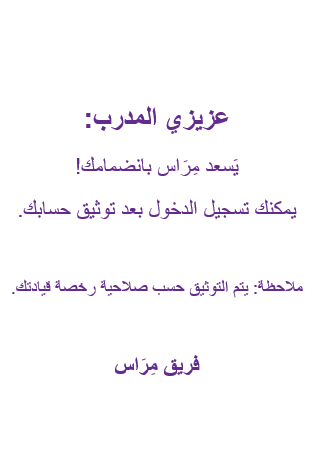 عزيزي المدرب:
يَسعد مِرَاس بانضمامك!
يمكنك تسجيل الدخول بعد توثيق حسابك.
ملاحظة: يتم التوثيق حسب صلاحية رخصة قيادتك.
فريق مِرَاس